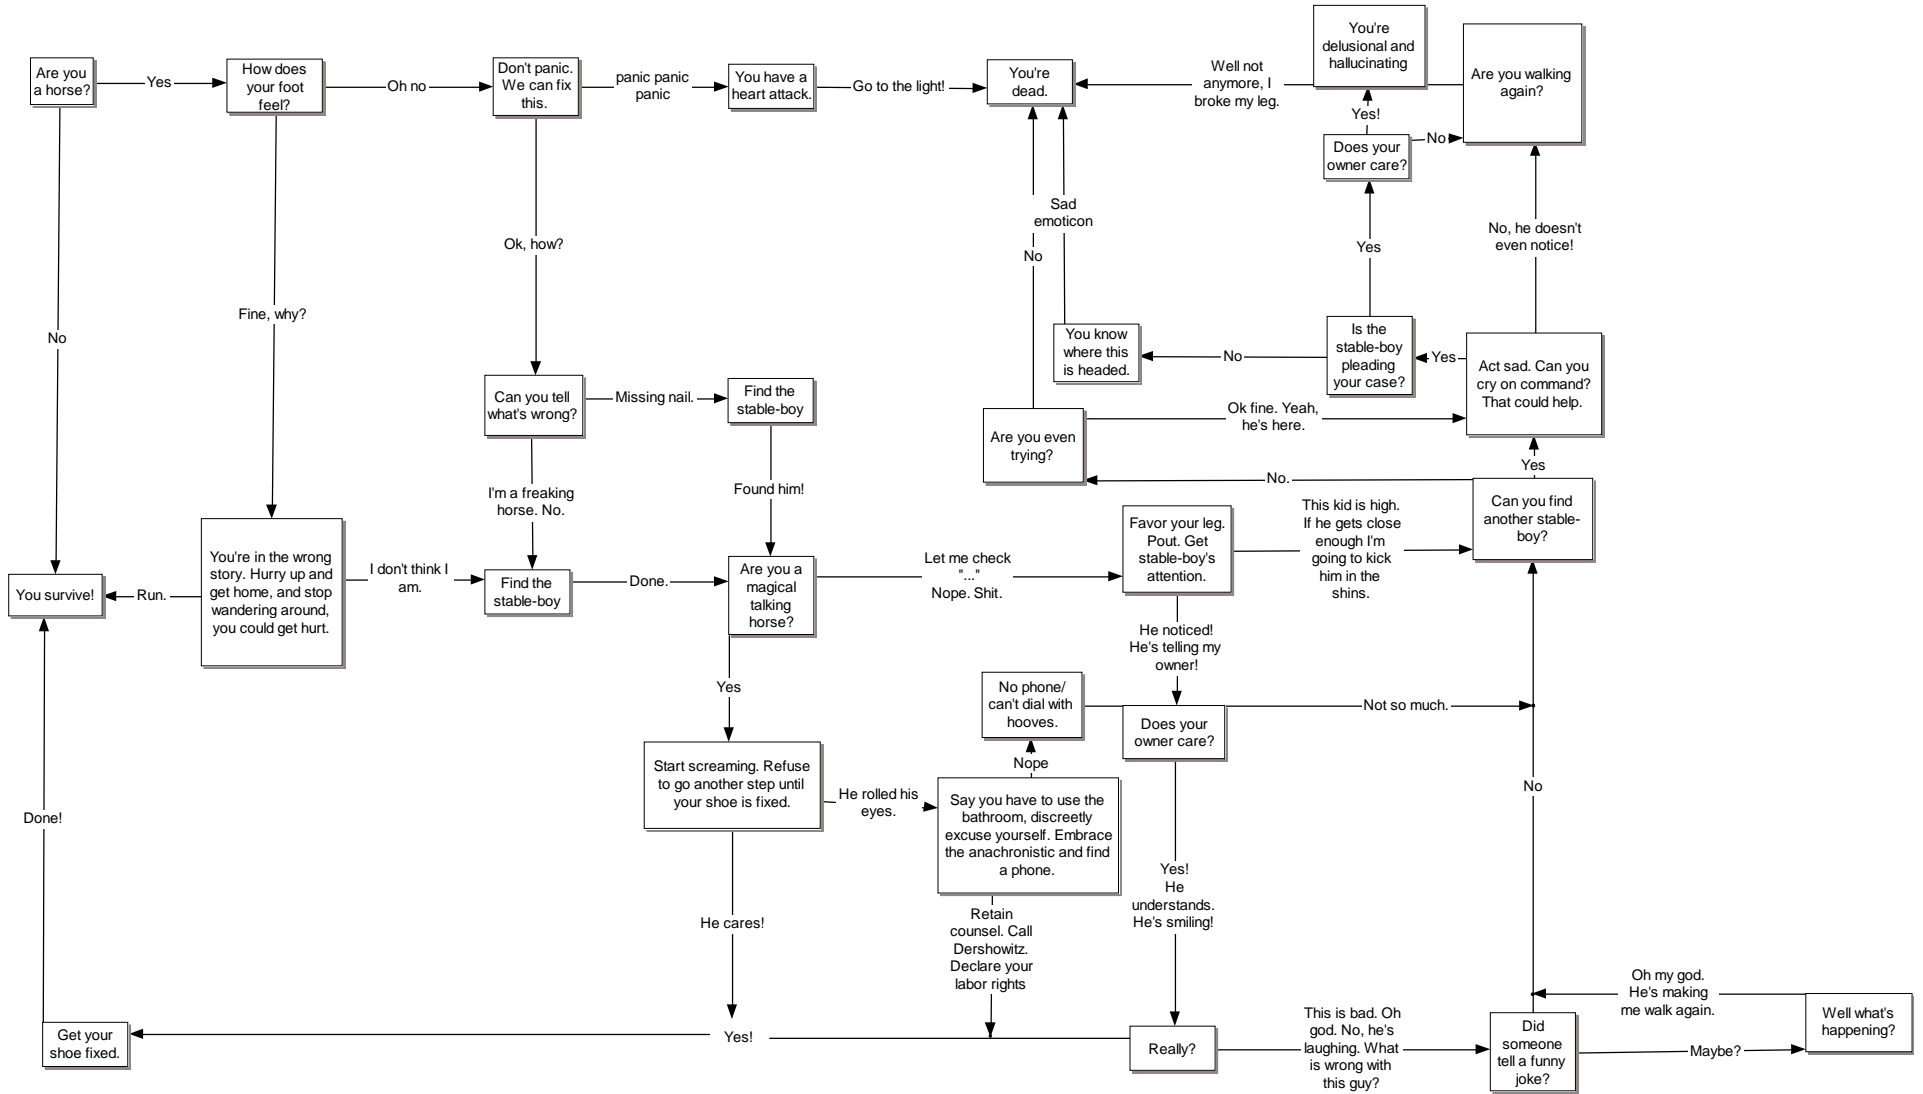 Are you
a horse?
Yes
How does
your foot
feel?
Oh no
Don't panic.
We can fix
this.
panic panic
panic
You have a
heart attack.
Go to the light!
You're
dead.
Well not
anymore, I
broke my leg.
You're
delusional and
hallucinating
Are you walking
again?
Yes!
Does your
owner care?
No
Sad
emoticon
No
Yes
No, he doesn't
even notice!
Ok, how?
Fine, why?
No
You know
where this
is headed.
No
Is the
stable-boy
pleading
your case?
Yes
Act sad. Can you
cry on command?
That could help.
Can you tell
what's wrong?
Missing nail.
Find the
stable-boy
Are you even
trying?
Ok fine. Yeah,
he's here.
Yes
No.
I'm a freaking
horse. No.
Found him!
Can you find
another stable-
boy?
You survive!
Run.
You're in the wrong
story. Hurry up and
get home, and stop
wandering around,
you could get hurt.
I don't think I
am.
Find the
stable-boy
Done.
Are you a
magical
talking
horse?
Let me check
"..."
Nope. Shit.
Favor your leg.
Pout. Get
stable-boy's
attention.
This kid is high.
If he gets close
enough I'm
going to kick
him in the
shins.
He noticed!
He's telling my
owner!
Yes
No phone/
can't dial with
hooves.
Does your
owner care?
Not so much.
Nope
Start screaming. Refuse
to go another step until
your shoe is fixed.
He rolled his
eyes.
Say you have to use the
bathroom, discreetly
excuse yourself. Embrace
the anachronistic and find
a phone.
No
Done!
He cares!
Retain
counsel. Call
Dershowitz.
Declare your
labor rights
Yes!
He
understands.
He's smiling!
Get your
shoe fixed.
Yes!
Really?
This is bad. Oh
god. No, he's
laughing. What
is wrong with
this guy?
Did
someone
tell a funny
joke?
Oh my god.
He's making
me walk again.
Maybe?
Well what's
happening?